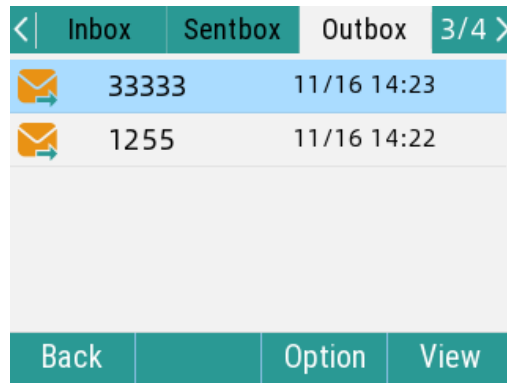 Inbox Sentbox Outbox 3/4
33333 11/16 14:23
1255 11/16 14:22
Back Option View